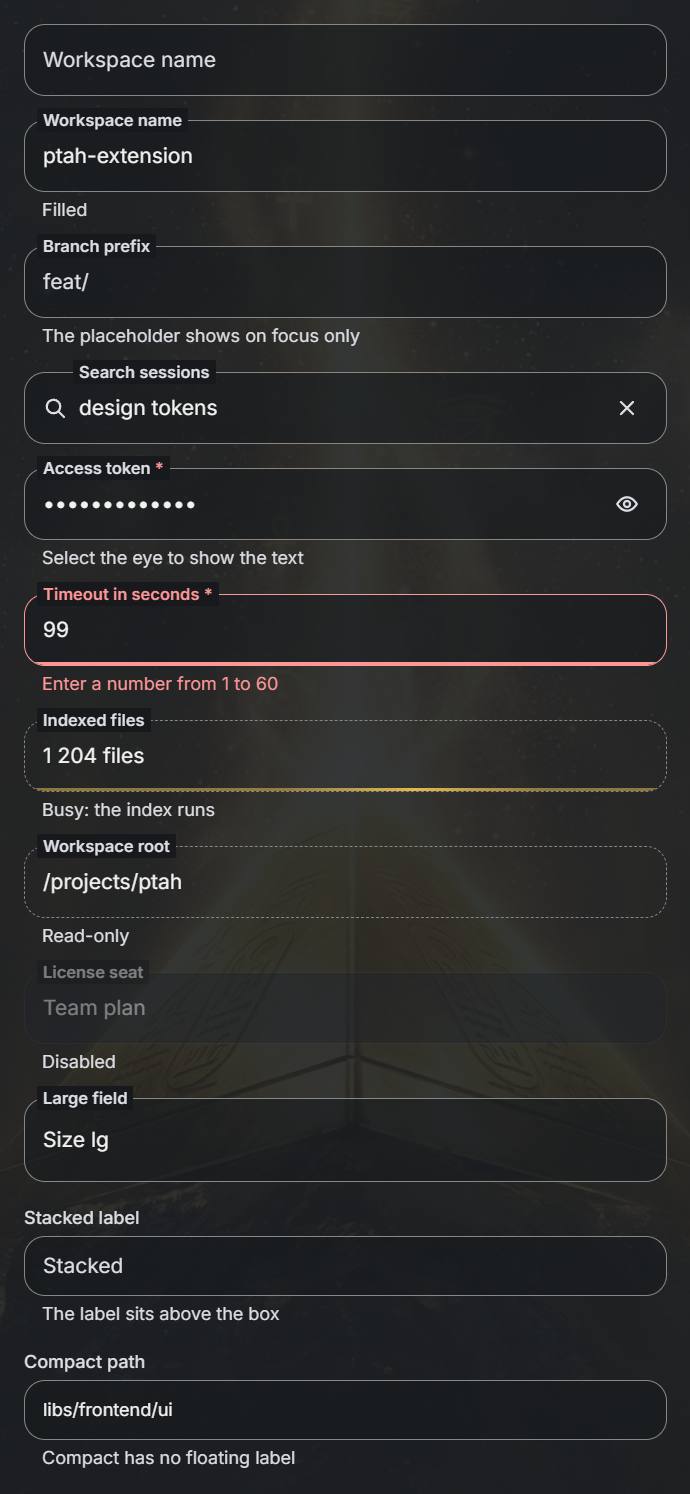 Workspace name
Workspace name
ptah-extension
Filled
Branch prefix
feat/
The placeholder shows on focus only
Search sessions
design tokens
Access token *
•••••••••••••
Select the eye to show the text
Timeout in seconds *
99
Enter a number from 1 to 60
Indexed files
1 204 files
Busy: the index runs
Workspace root
/projects/ptah
Read-only
License seat
Team plan
Disabled
Large field
Size lg
Stacked label
Stacked
The label sits above the box
Compact path
libs/frontend/ui
Compact has no floating label